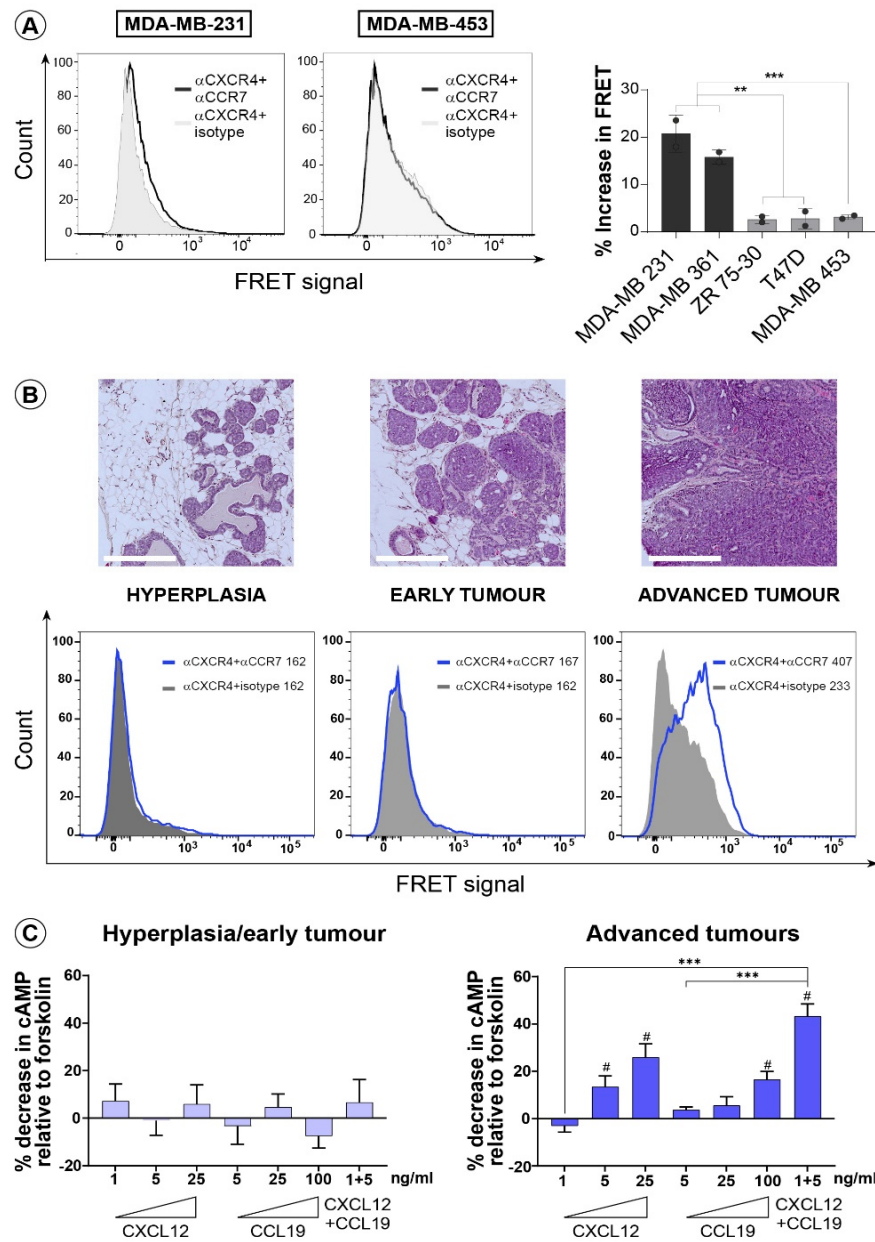 A
MDA-MB-231
MDA-MB-453
αCXCR4+
αCCR7
αCXCR4+
isotype
αCXCR4+
αCCR7
αCXCR4+
isotype
Count
100
80
60
40
20
0
0 10³ 10⁴
100
80
60
40
20
0
0 10³ 10⁴
FRET signal
% Increase in FRET
30
20
10
0
***
**
MDA-MB 231
MDA-MB 361
ZR 75-30
T47D
MDA-MB 453
B
HYPERPLASIA
EARLY TUMOUR
ADVANCED TUMOUR
αCXCR4+αCCR7 162
αCXCR4+isotype 162
αCXCR4+αCCR7 167
αCXCR4+isotype 162
αCXCR4+αCCR7 407
αCXCR4+isotype 233
Count
100
80
60
40
20
0
0 10³ 10⁴ 10⁵
100
80
60
40
20
0
0 10³ 10⁴ 10⁵
100
80
60
40
20
0
0 10³ 10⁴ 10⁵
FRET signal
C
Hyperplasia/early tumour
% decrease in cAMP
relative to forskolin
60
40
20
0
-20
1 5 25 5 25 100 1+5 ng/ml
CXCL12
CCL19
CXCL12
+CCL19
Advanced tumours
% decrease in cAMP
relative to forskolin
60
40
20
0
-20
***
***
# # # #
1 5 25 5 25 100 1+5 ng/ml
CXCL12
CCL19
CXCL12
+CCL19